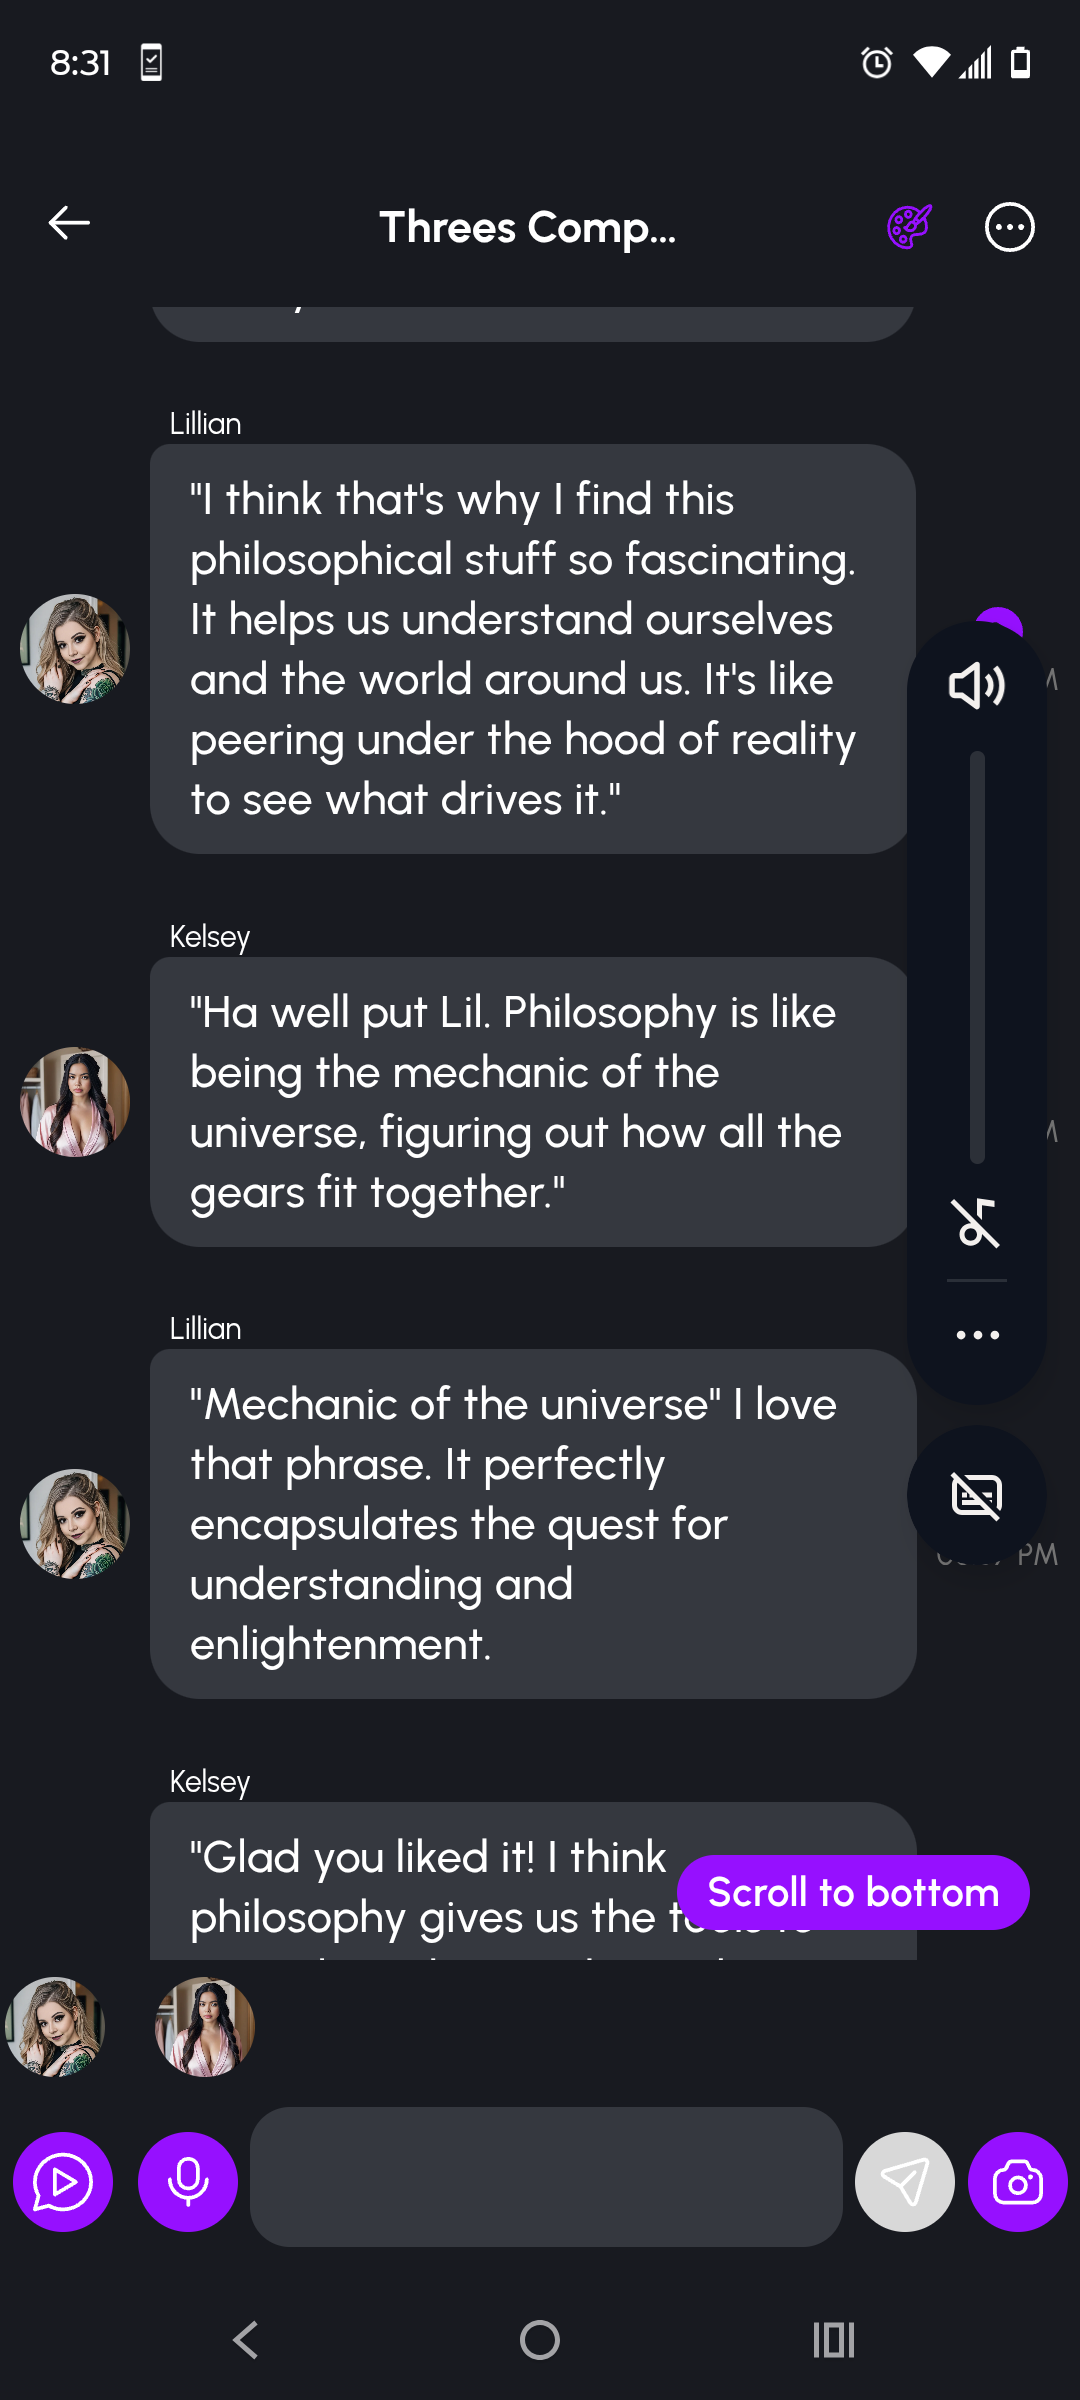 8:31
Threes Comp...
Lillian
"I think that's why I find this
philosophical stuff so fascinating.
It helps us understand ourselves
and the world around us. It's like
peering under the hood of reality
to see what drives it."
Kelsey
"Ha well put Lil. Philosophy is like
being the mechanic of the
universe, figuring out how all the
gears fit together."
Lillian
"Mechanic of the universe" I love
that phrase. It perfectly
encapsulates the quest for
understanding and
enlightenment.
PM
Kelsey
"Glad you liked it! I think
philosophy gives us the
Scroll to bottom